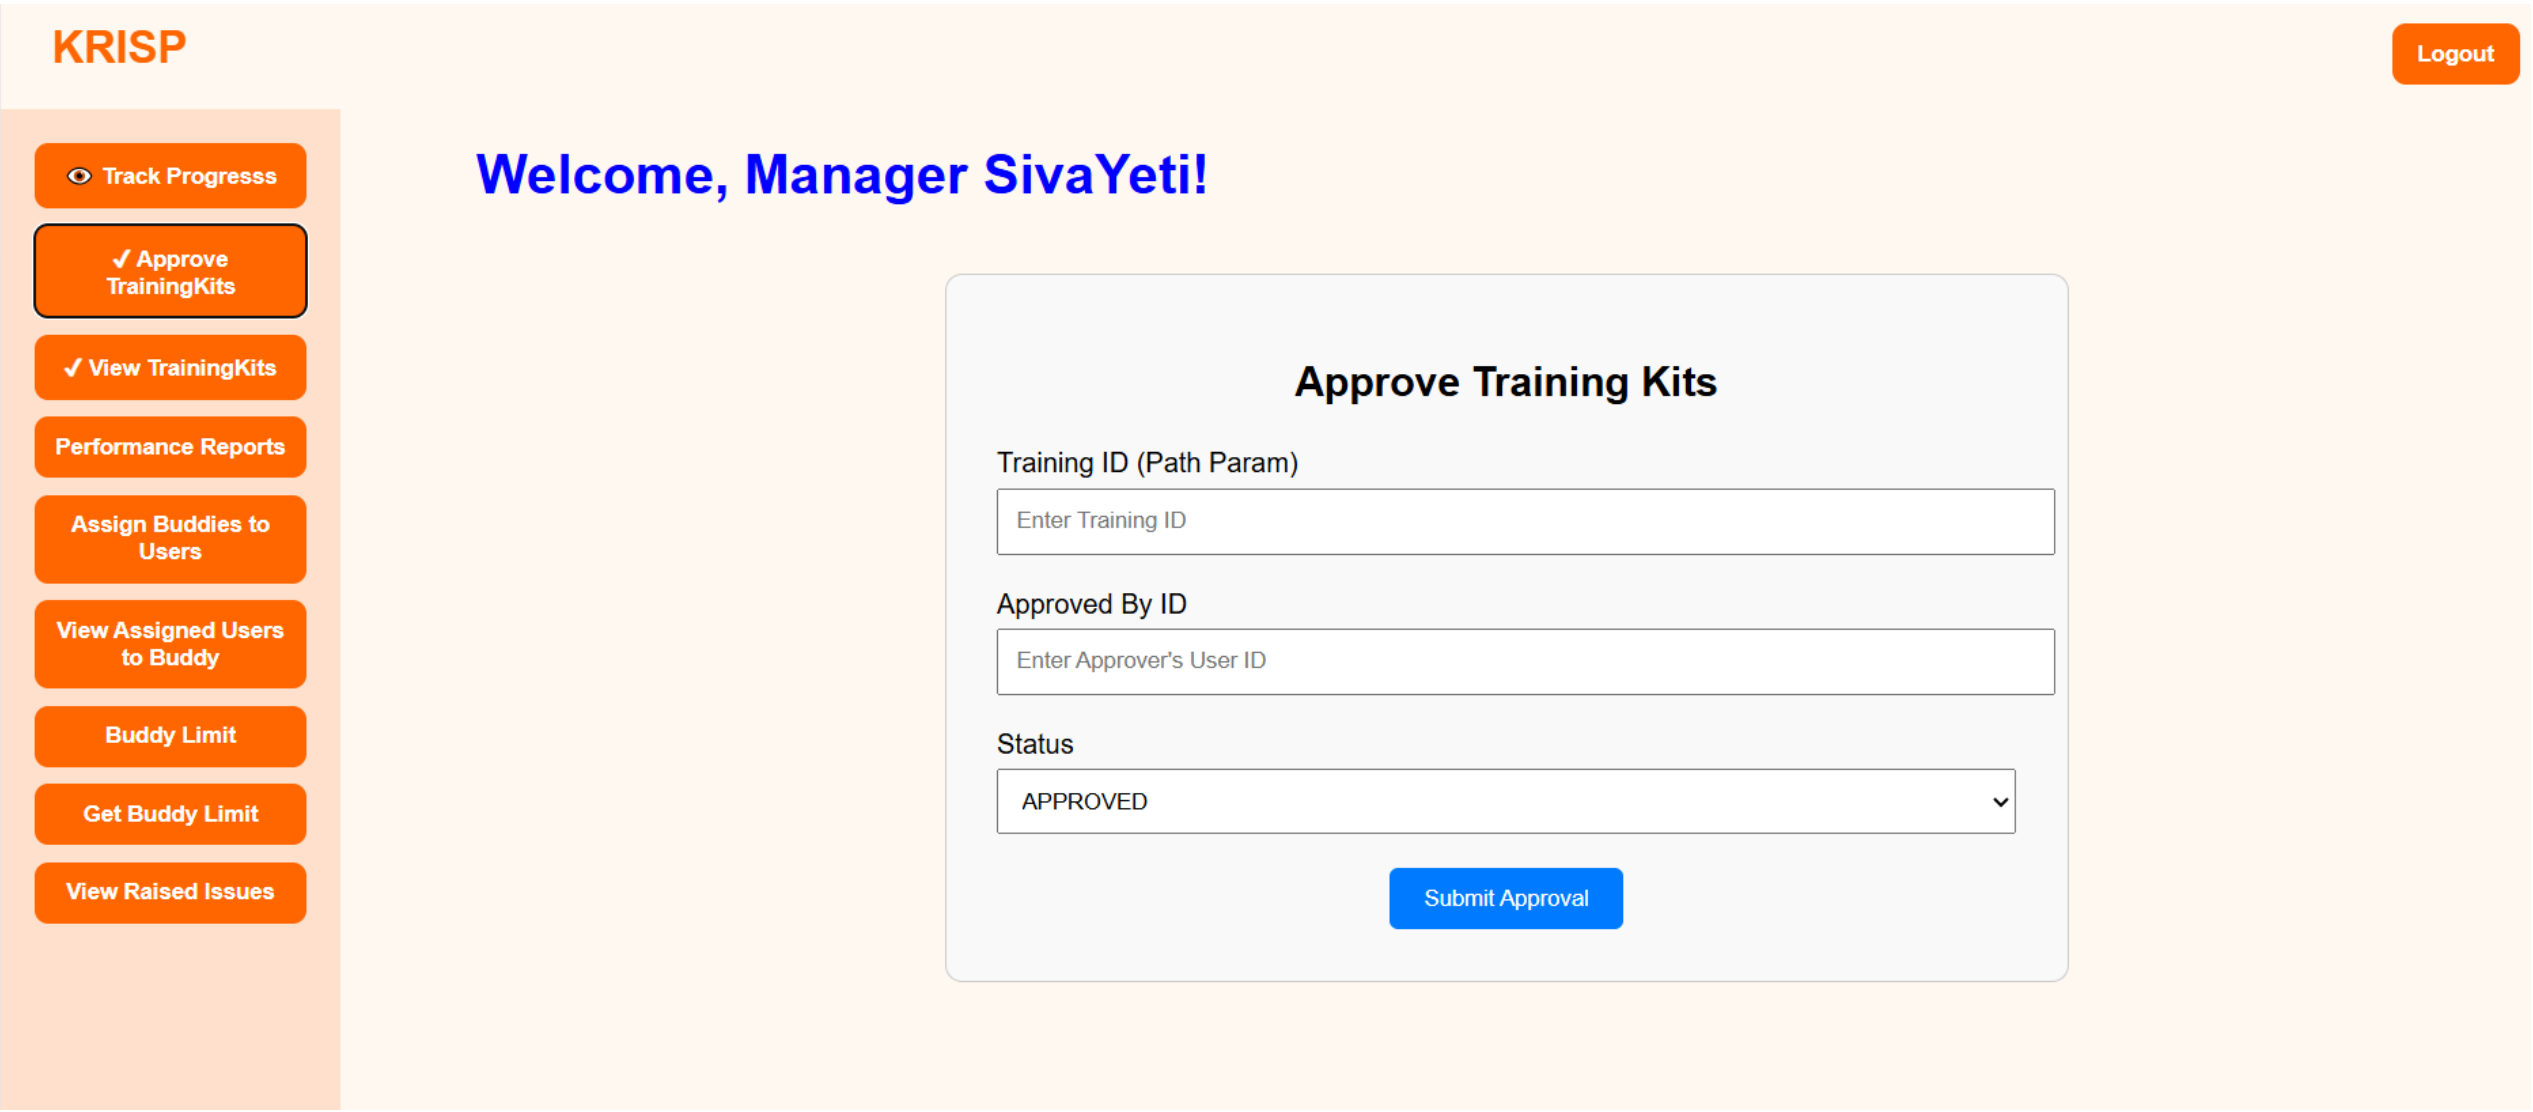 KRISP
Logout
Track Progresss
✓ Approve
TrainingKits
✓ View TrainingKits
Performance Reports
Assign Buddies to
Users
View Assigned Users
to Buddy
Buddy Limit
Get Buddy Limit
View Raised Issues
Welcome, Manager SivaYeti!
Approve Training Kits
Training ID (Path Param)
Enter Training ID
Approved By ID
Enter Approver's User ID
Status
APPROVED
Submit Approval